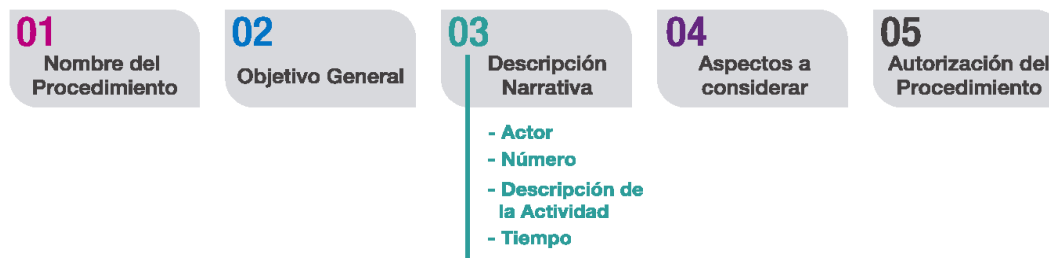 01
Nombre del
Procedimiento
02
Objetivo General
03
Descripción
Narrativa
- Actor
- Número
- Descripción de
la Actividad
- Tiempo
04
Aspectos a
considerar
05
Autorización del
Procedimiento